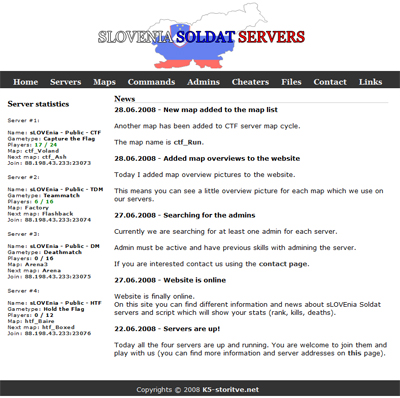 SLOVENIA SOLDAT SERVERS
Home Servers Maps Commands Admins Cheaters Files Contact Links
Server statistics
Server #1:
Name: sLOVEnia - Public - CTF
Gametype: Capture the Flag
Players: 17 / 24
Map: ctf_Voland
Next map: ctf_Ash
Join: 88.198.43.233:23073
Server #2:
Name: sLOVEnia - Public - TDM
Gametype: Teammatch
Players: 6 / 16
Map: Factory
Next map: Flashback
Join: 88.198.43.233:23074
Server #3:
Name: sLOVEnia - Public - DM
Gametype: Deathmatch
Players: 0 / 16
Map: Arena3
Next map: Arena
Join: 88.198.43.233:23075
Server #4:
Name: sLOVEnia - Public - HTF
Gametype: Hold the Flag
Players: 0 / 12
Map: htf_Baire
Next map: htf_Boxed
Join: 88.198.43.233:23076
News
28.06.2008 - New map added to the map list
Another map has been added to CTF server map cycle.
The map name is ctf_Run.
28.06.2008 - Added map overviews to the website
Today I added map overview pictures to the website.
This means you can see a little overview picture for each map which we use on
our servers.
27.06.2008 - Searching for the admins
Currently we are searching for at least one admin for each server.
Admin must be active and have previous skills with admining the server.
If you are interested contact us using the contact page.
27.06.2008 - Website is online
Website is finally online.
On this site you can find different information and news about sLOVEnia Soldat
servers and script which will show your stats (rank, kills, deaths).
22.06.2008 - Servers are up!
Today all the four servers are up and running. You are welcome to join them and
play with us (you can find more information and server addresses on this page).
Copyrights © 2008 K5-storitve.net